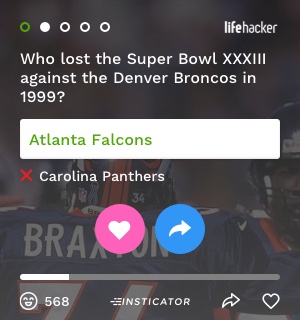 lifehacker
Who lost the Super Bowl XXXIII
against the Denver Broncos in
1999?
Atlanta Falcons
Carolina Panthers
34
BRAXTON
568
INSTICATOR